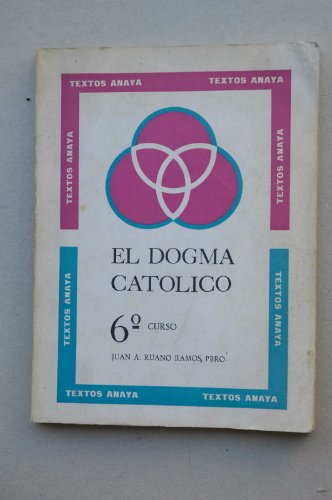 TEXTOS ANAYA TEXTOS ANAYA
TEXTOS ANAYA
TEXTOS ANAYA
EL DOGMA
CATOLICO
6º CURSO
JUAN A. RUANO RAMOS, PBRO.
TEXTOS ANAYA
TEXTOS ANAYA
TEXTOS ANAYA TEXTOS ANAYA